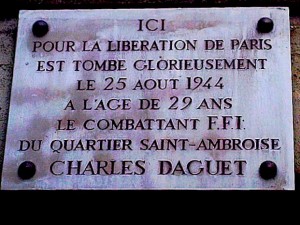 ICI
POUR LA LIBERATION DE PARIS
EST TOMBE GLORIEUSEMENT
LE 25 AOUT 1944
A L'AGE DE 29 ANS
LE COMBATTANT F.F.I.
DU QUARTIER SAINT-AMBROISE
CHARLES DAGUET